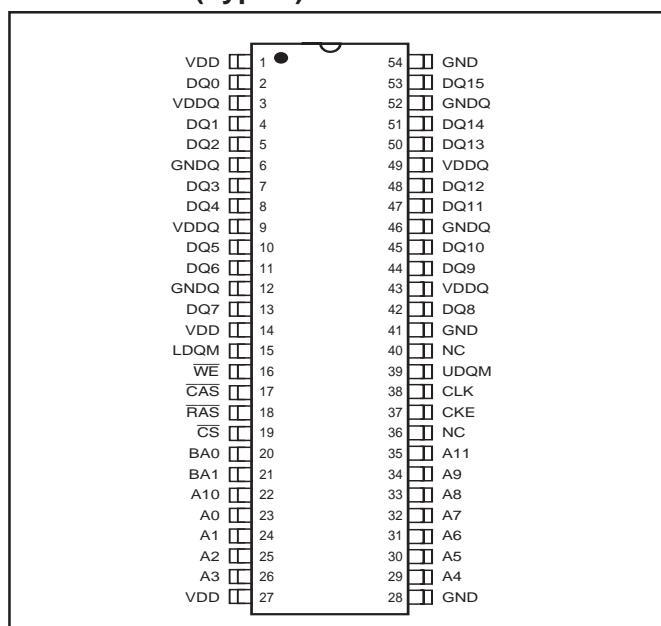 VDD 1 54 GND
DQ0 2 53 DQ15
VDDQ 3 52 GNDQ
DQ1 4 51 DQ14
DQ2 5 50 DQ13
GNDQ 6 49 VDDQ
DQ3 7 48 DQ12
DQ4 8 47 DQ11
VDDQ 9 46 GNDQ
DQ5 10 45 DQ10
DQ6 11 44 DQ9
GNDQ 12 43 VDDQ
DQ7 13 42 DQ8
VDD 14 41 GND
LDQM 15 40 NC
WE 16 39 UDQM
CAS 17 38 CLK
RAS 18 37 CKE
CS 19 36 NC
BA0 20 35 A11
BA1 21 34 A9
A10 22 33 A8
A0 23 32 A7
A1 24 31 A6
A2 25 30 A5
A3 26 29 A4
VDD 27 28 GND